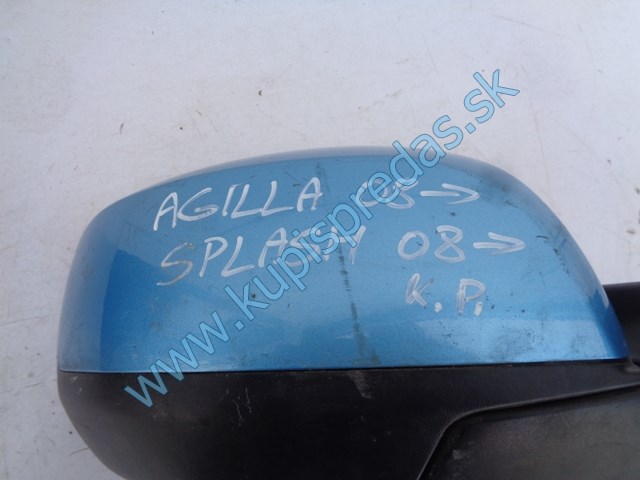 AGILLA 08->
SPLASH 08->
K.P.
www.kupispredas.sk